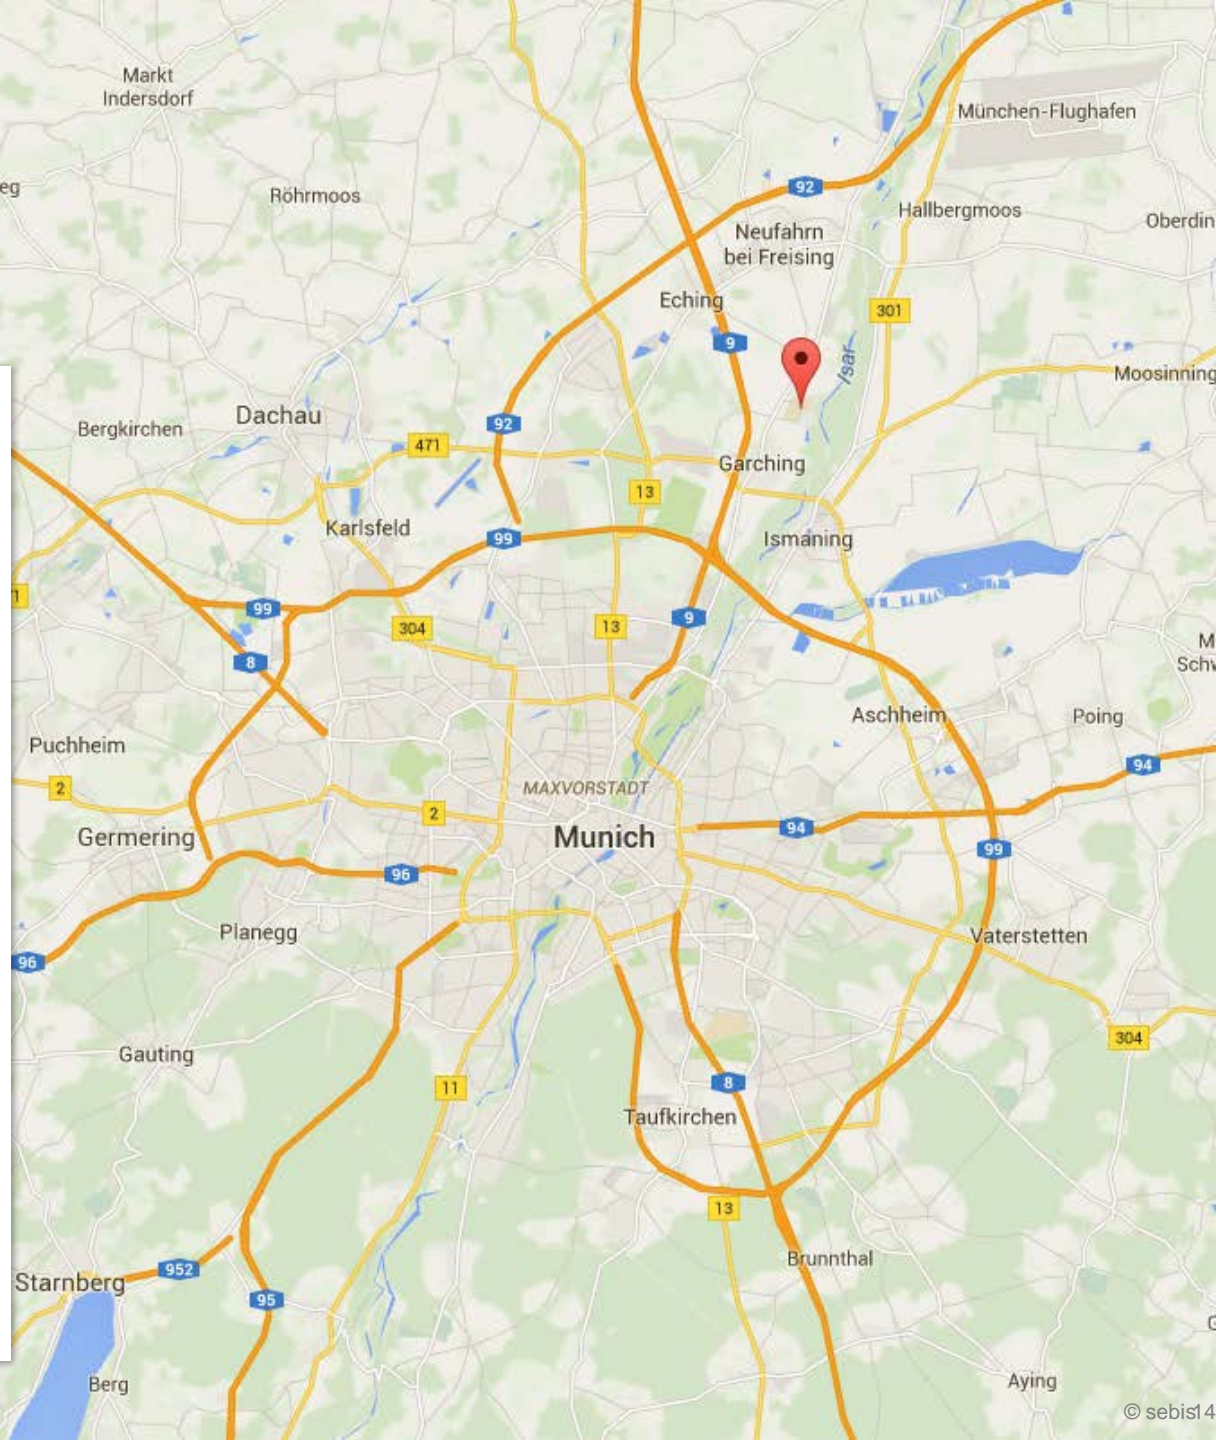 Markt
Indersdorf
München-Flughafen
eg
Röhrmoos
92
Hallbergmoos
Oberdin
Neufahrn
bei Freising
Eching
301
9
Isar
Moosinning
Dachau
Bergkirchen
92
471
Garching
13
Karlsfeld
99
Ismaning
1
99
304
13
9
M
Schw
8
Aschheim
Poing
Puchheim
94
2
MAXVORSTADT
2
Germering
Munich
94
99
96
Planegg
Vaterstetten
96
304
Gauting
8
11
Taufkirchen
13
Brunnthal
952
Starnberg
95
Berg
Aying
© sebis14